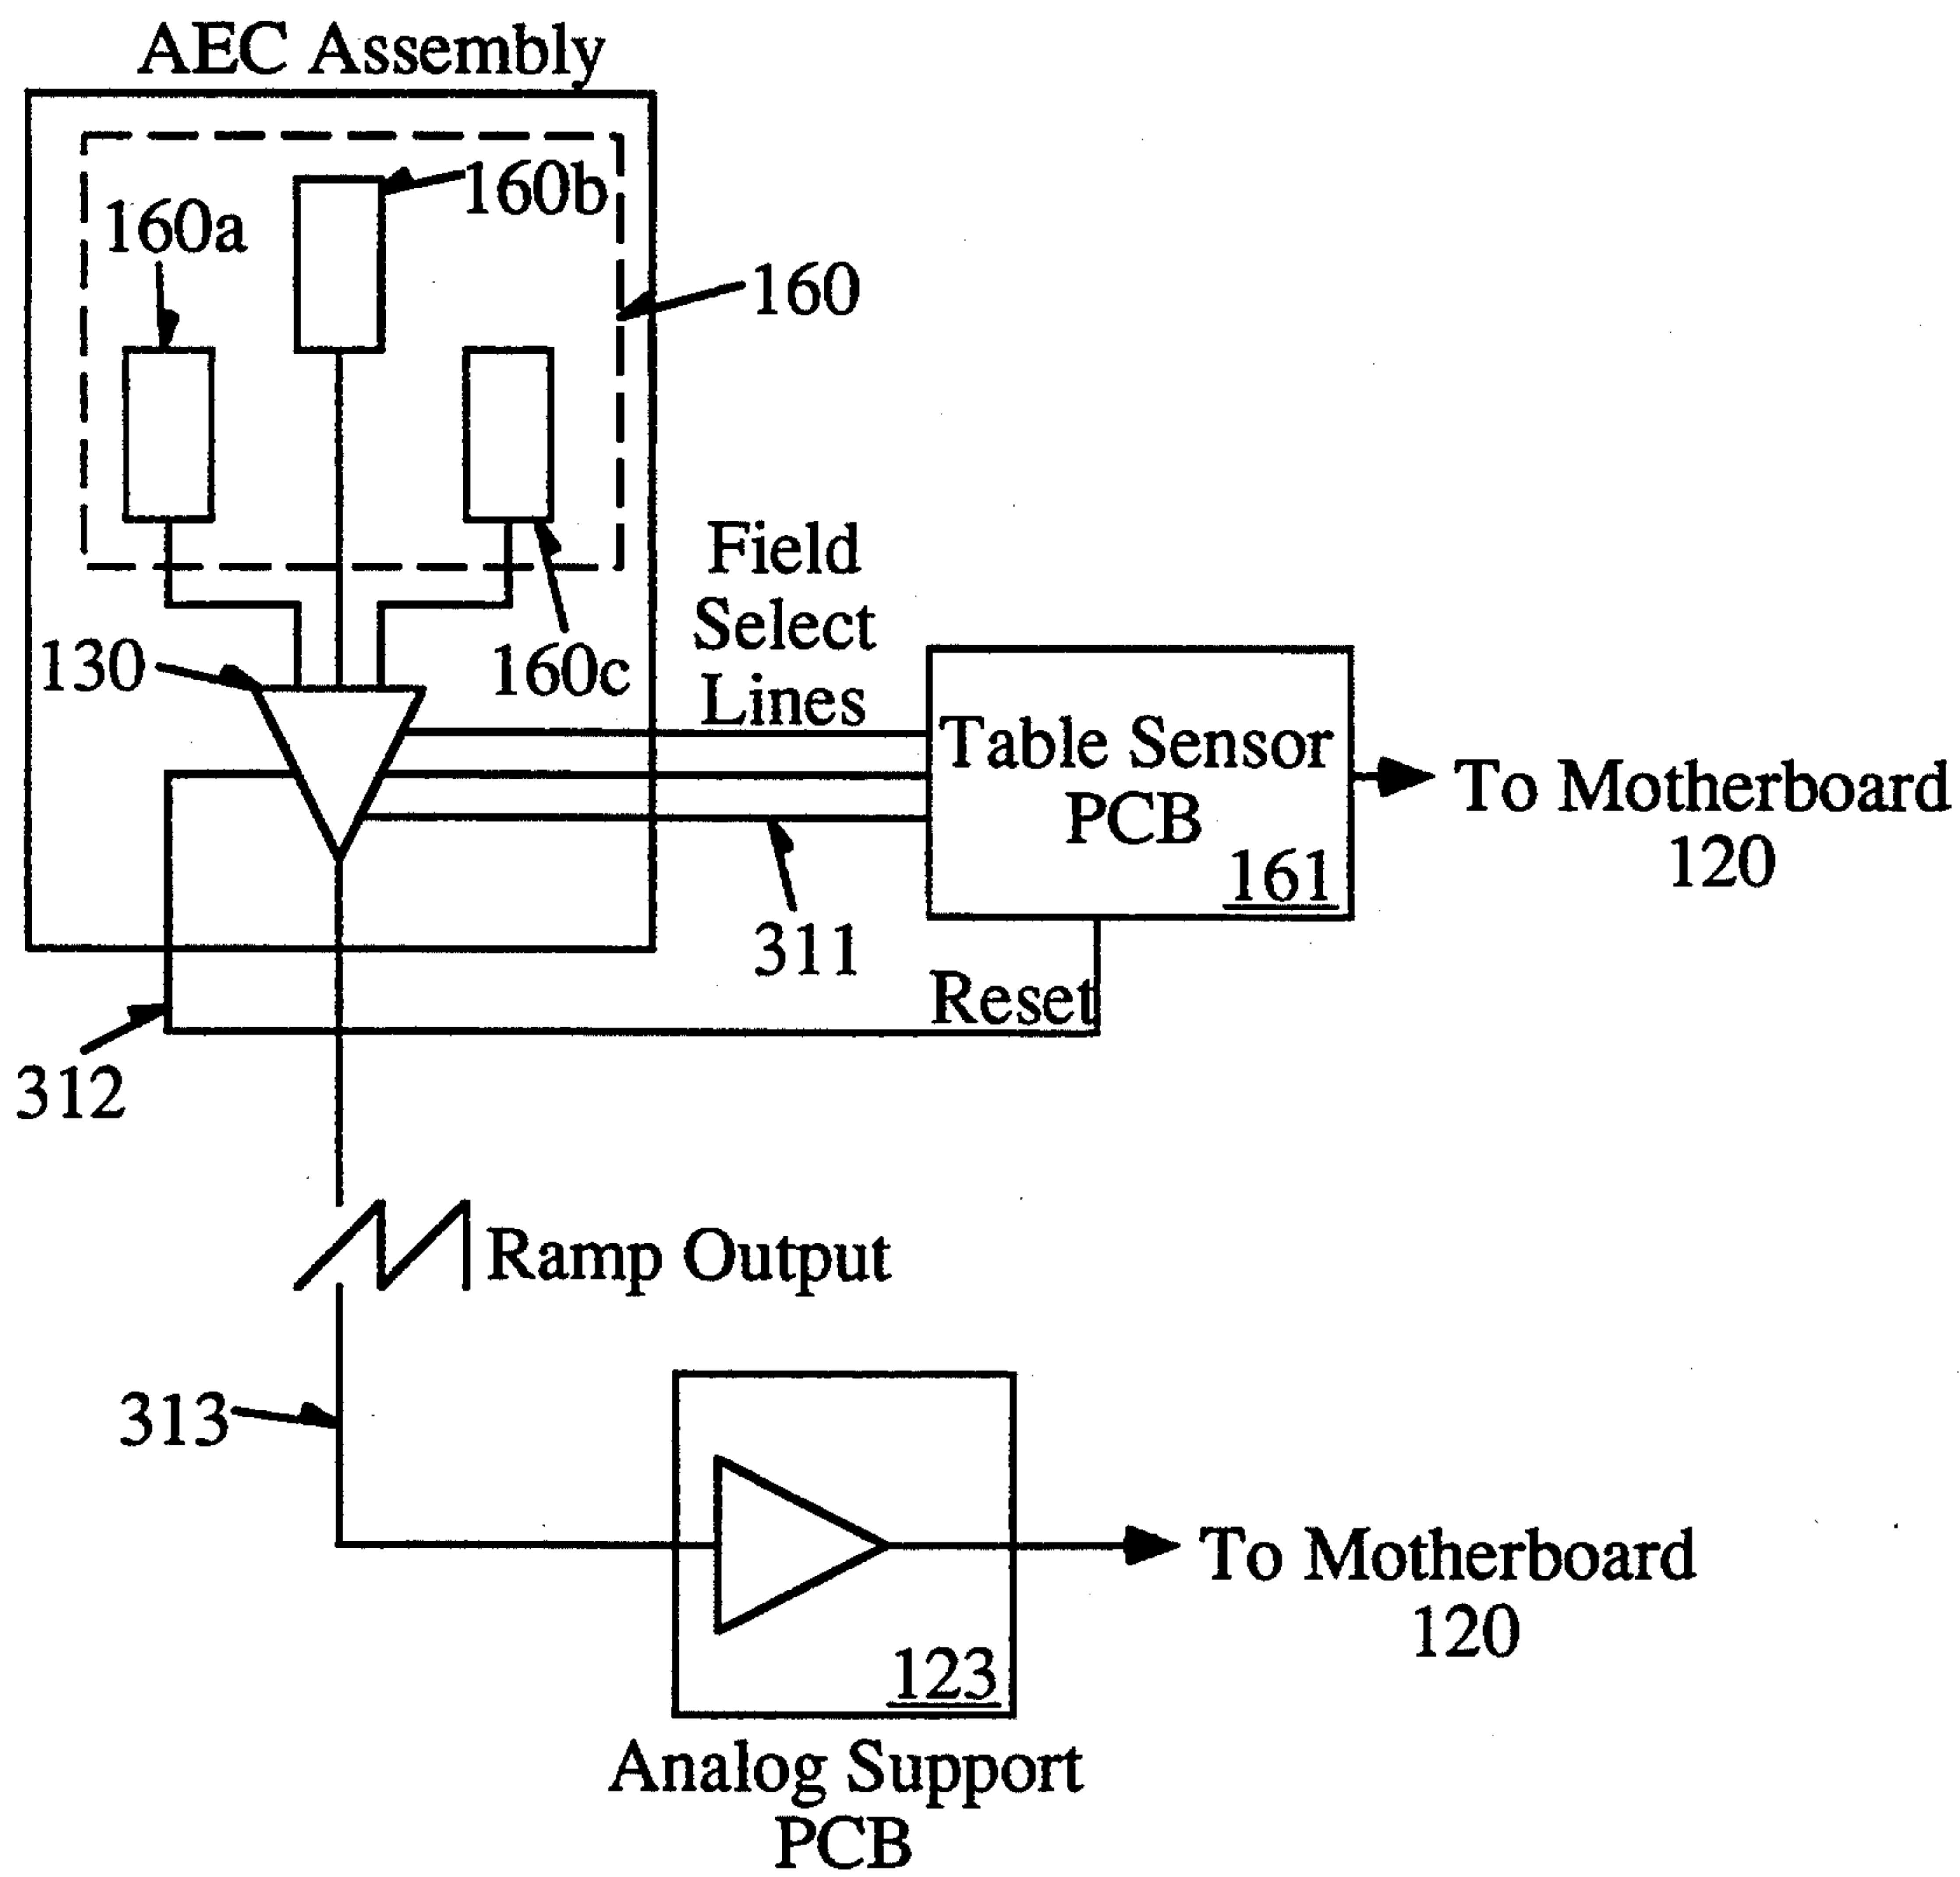 AEC Assembly
160b
160a
160
Field
Select
Lines
130
160c
Table Sensor
PCB
161
To Motherboard
120
311
Reset
312
Ramp Output
313
To Motherboard
120
123
Analog Support
PCB